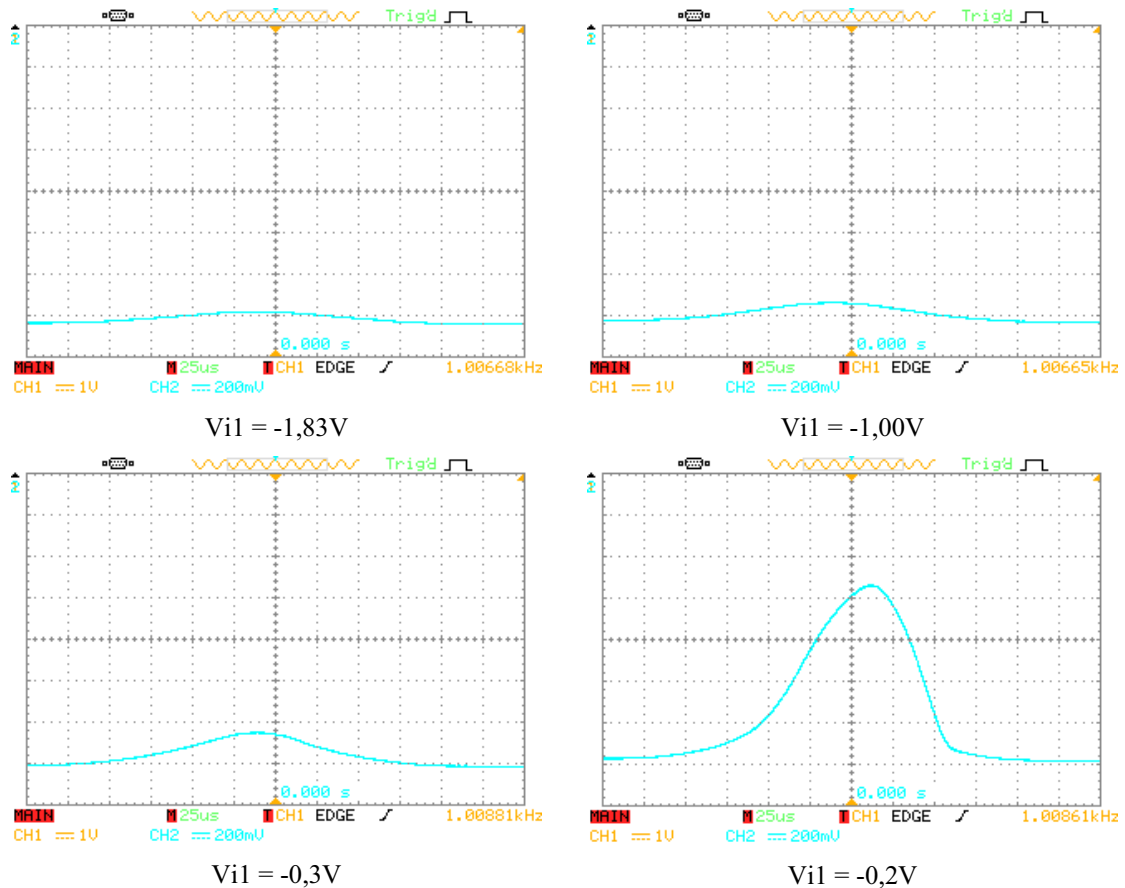 Trig'd
Trig'd
0.000 s
0.000 s
MAIN M 25us T CH1 EDGE 1.00668kHz
CH1 1V CH2 200mV
MAIN M 25us T CH1 EDGE 1.00665kHz
CH1 1V CH2 200mV
Vi1 = -1,83V
Vi1 = -1,00V
Trig'd
Trig'd
0.000 s
0.000 s
MAIN M 25us T CH1 EDGE 1.00881kHz
CH1 1V CH2 200mV
MAIN M 25us T CH1 EDGE 1.00861kHz
CH1 1V CH2 200mV
Vi1 = -0,3V
Vi1 = -0,2V